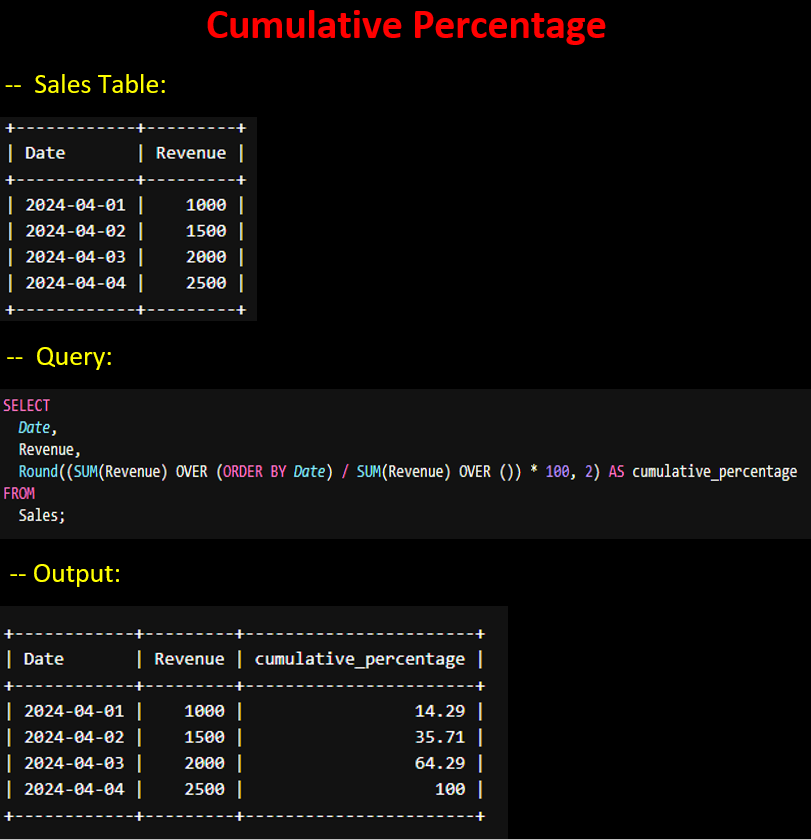 Cumulative Percentage
-- Sales Table:
+------------+---------+
| Date       | Revenue |
+------------+---------+
| 2024-04-01 |    1000 |
| 2024-04-02 |    1500 |
| 2024-04-03 |    2000 |
| 2024-04-04 |    2500 |
+------------+---------+
-- Query:
SELECT
  Date,
  Revenue,
  Round((SUM(Revenue) OVER (ORDER BY Date) / SUM(Revenue) OVER ()) * 100, 2) AS cumulative_percentage
FROM
  Sales;
-- Output:
+------------+---------+-----------------------+
| Date       | Revenue | cumulative_percentage |
+------------+---------+-----------------------+
| 2024-04-01 |    1000 |                 14.29 |
| 2024-04-02 |    1500 |                 35.71 |
| 2024-04-03 |    2000 |                 64.29 |
| 2024-04-04 |    2500 |                   100 |
+------------+---------+-----------------------+